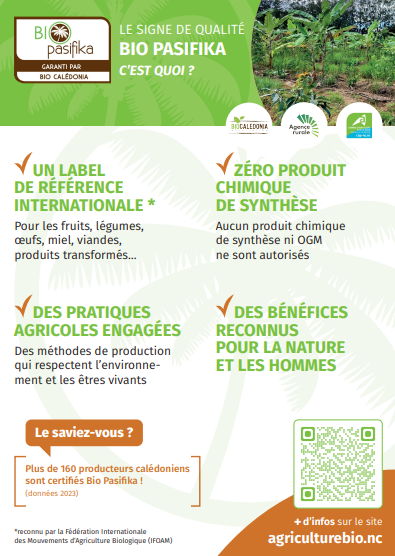 BIO
pasifika
GARANTI PAR
BIO CALÉDONIA
LE SIGNE DE QUALITÉ
BIO PASIFIKA
C'EST QUOI ?
BIOCALEDONIA
Agence
rurale
UN LABEL
DE RÉFÉRENCE
INTERNATIONALE *
Pour les fruits, légumes,
œufs, miel, viandes,
produits transformés...
ZÉRO PRODUIT
CHIMIQUE
DE SYNTHÈSE
Aucun produit chimique
de synthèse ni OGM
ne sont autorisés
DES PRATIQUES
AGRICOLES ENGAGÉES
Des méthodes de production
qui respectent l'environne-
ment et les êtres vivants
DES BÉNÉFICES
RECONNUS
POUR LA NATURE
ET LES HOMMES
Le saviez-vous ?
Plus de 160 producteurs calédoniens
sont certifiés Bio Pasifika !
(données 2023)
*reconnu par la Fédération Internationale
des Mouvements d'Agriculture Biologique (IFOAM)
+ d'infos sur le site
agriculturebio.nc